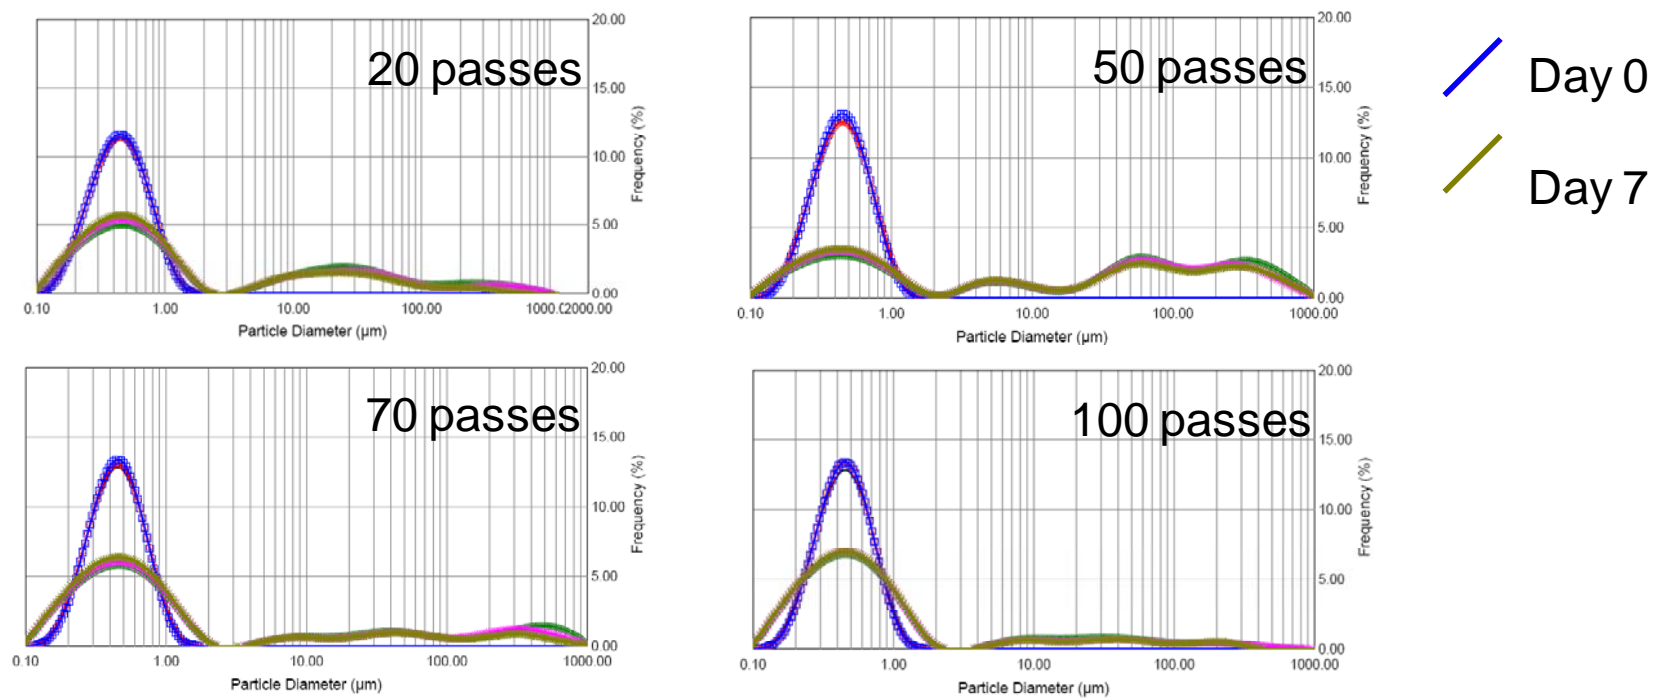 20 passes
20.00
15.00
10.00
5.00
0.00
Frequency (%)
0.10 1.00 10.00 100.00 1000.0 2000.00
Particle Diameter (µm)
50 passes
20.00
15.00
10.00
5.00
0.00
Frequency (%)
0.10 1.00 10.00 100.00 1000.00
Particle Diameter (µm)
Day 0
Day 7
70 passes
20.00
15.00
10.00
5.00
0.00
Frequency (%)
0.10 1.00 10.00 100.00 1000.00
Particle Diameter (µm)
100 passes
20.00
15.00
10.00
5.00
0.00
Frequency (%)
0.10 1.00 10.00 100.00 1000.00
Particle Diameter (µm)